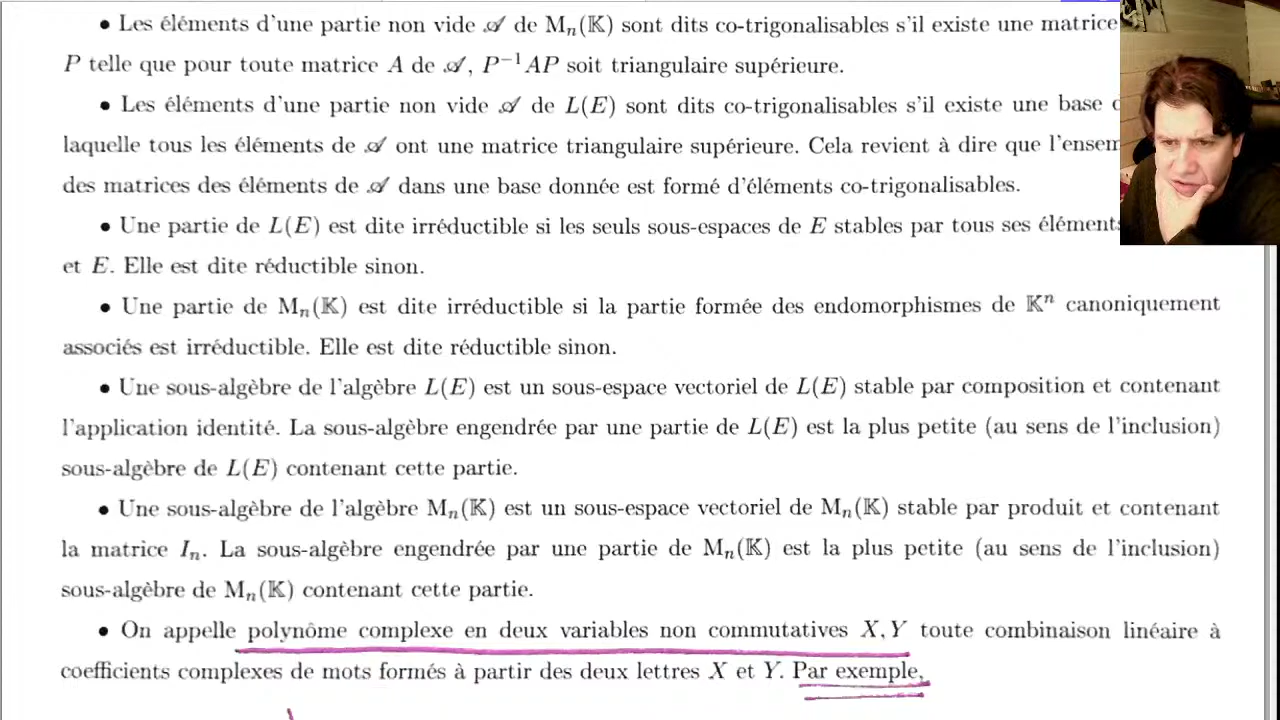 • Les éléments d'une partie non vide 𝒜 de Mₙ(𝕂) sont dits co-trigonalisables s'il existe une matrice
P telle que pour toute matrice A de 𝒜, P⁻¹AP soit triangulaire supérieure.
• Les éléments d'une partie non vide 𝒜 de L(E) sont dits co-trigonalisables s'il existe une base
laquelle tous les éléments de 𝒜 ont une matrice triangulaire supérieure. Cela revient à dire que
des matrices des éléments de 𝒜 dans une base donnée est formé d'éléments co-trigonalisables.
• Une partie de L(E) est dite irréductible si les seuls sous-espaces de E stables par tous ses
et E. Elle est dite réductible sinon.
• Une partie de Mₙ(𝕂) est dite irréductible si la partie formée des endomorphismes de 𝕂ⁿ canoniquement
associés est irréductible. Elle est dite réductible sinon.
• Une sous-algèbre de l'algèbre L(E) est un sous-espace vectoriel de L(E) stable par composition et contenant
l'application identité. La sous-algèbre engendrée par une partie de L(E) est la plus petite (au sens de l'inclusion)
sous-algèbre de L(E) contenant cette partie.
• Une sous-algèbre de l'algèbre Mₙ(𝕂) est un sous-espace vectoriel de Mₙ(𝕂) stable par produit et contenant
la matrice Iₙ. La sous-algèbre engendrée par une partie de Mₙ(𝕂) est la plus petite (au sens de l'inclusion)
sous-algèbre de Mₙ(𝕂) contenant cette partie.
• On appelle polynôme complexe en deux variables non commutatives X, Y toute combinaison linéaire à
coefficients complexes de mots formés à partir des deux lettres X et Y. Par exemple,